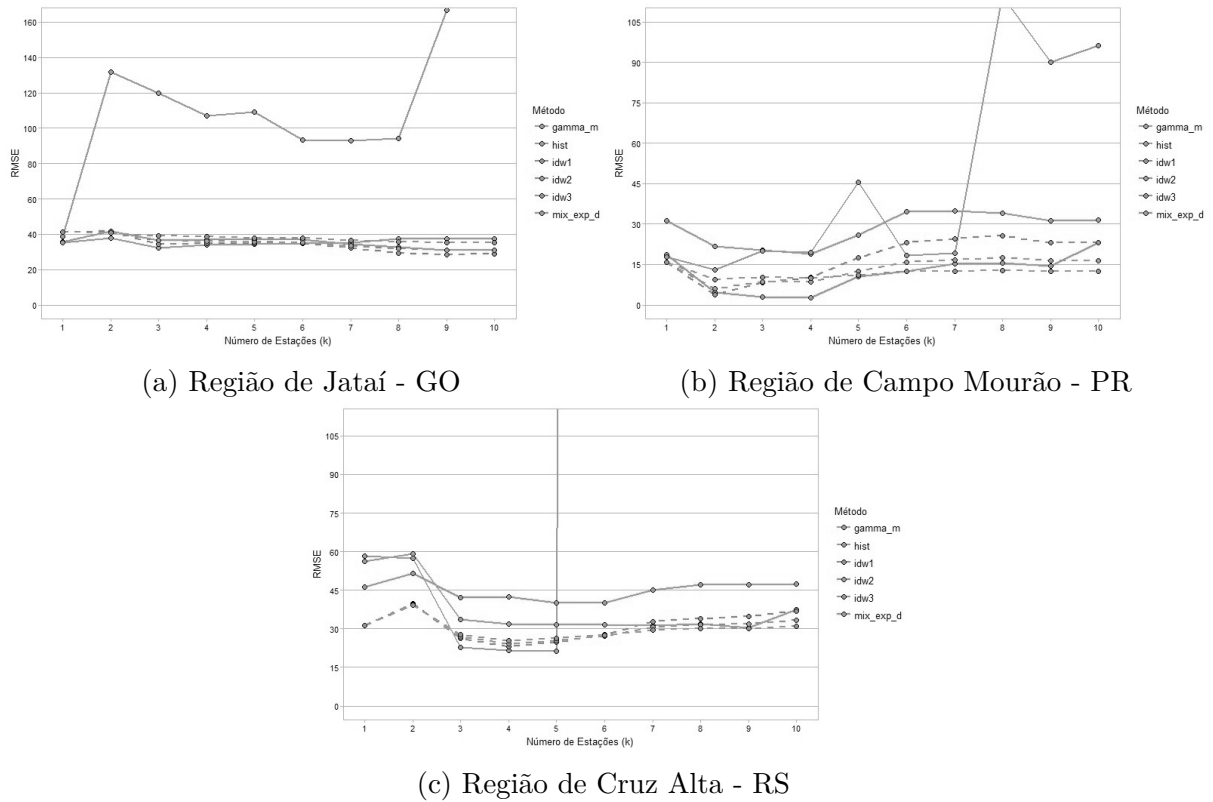 160
140
120
100
80
60
40
20
0
RMSE
1 2 3 4 5 6 7 8 9 10
Número de Estações (k)
Método
gamma_m
hist
idw1
idw2
idw3
mix_exp_d
(a) Região de Jataí - GO
105
90
75
60
45
30
15
0
RMSE
1 2 3 4 5 6 7 8 9 10
Número de Estações (k)
Método
gamma_m
hist
idw1
idw2
idw3
mix_exp_d
(b) Região de Campo Mourão - PR
105
90
75
60
45
30
15
0
RMSE
1 2 3 4 5 6 7 8 9 10
Número de Estações (k)
Método
gamma_m
hist
idw1
idw2
idw3
mix_exp_d
(c) Região de Cruz Alta - RS